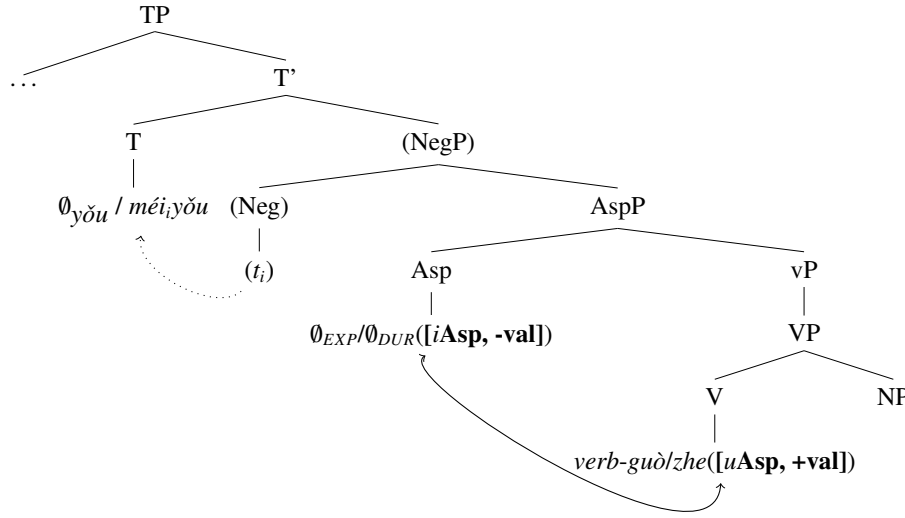 TP
… T’
T (NegP)
∅yǒu / méiᵢyǒu (Neg) AspP
(tᵢ) Asp vP
∅EXP/∅DUR([iAsp, -val]) VP
V NP
verb-guò/zhe([uAsp, +val])